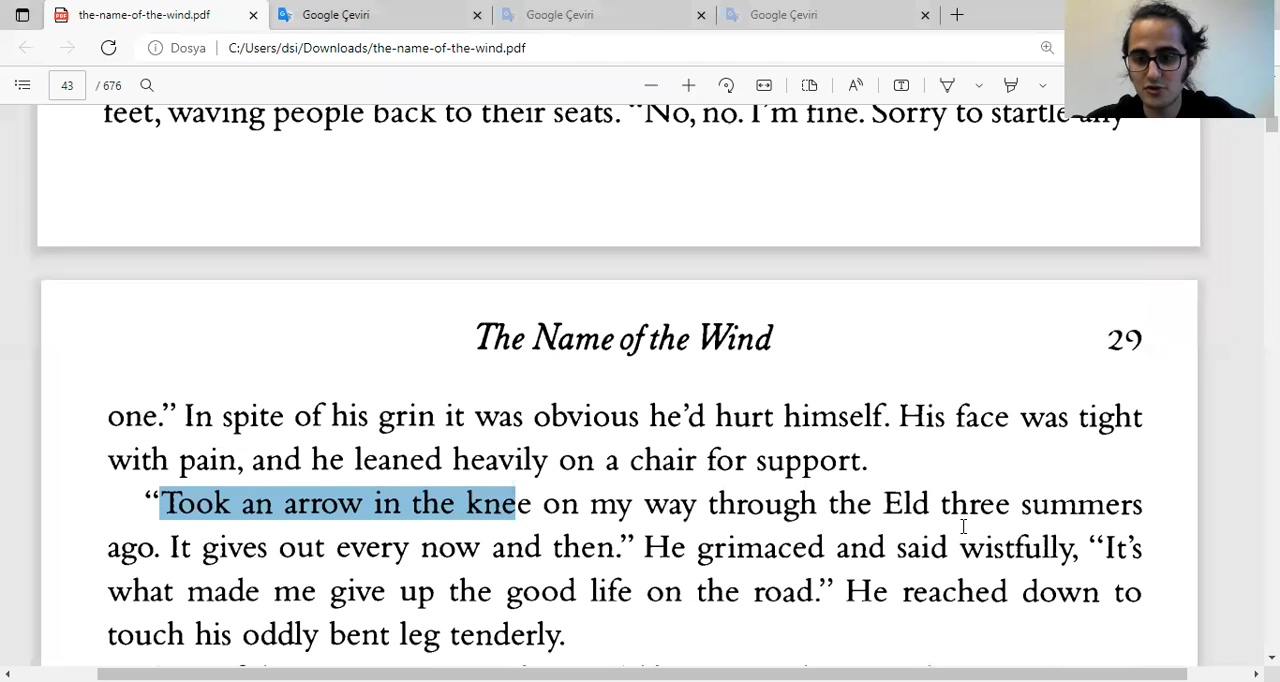 the-name-of-the-wind.pdf
Google Çeviri
Google Çeviri
Google Çeviri
Dosya
C:/Users/dsi/Downloads/the-name-of-the-wind.pdf
43 / 676
feet, waving people back to their seats. “No, no. I’m fine. Sorry to startle any
The Name of the Wind 29
one.” In spite of his grin it was obvious he’d hurt himself. His face was tight
with pain, and he leaned heavily on a chair for support.
“Took an arrow in the knee on my way through the Eld three summers
ago. It gives out every now and then.” He grimaced and said wistfully, “It’s
what made me give up the good life on the road.” He reached down to
touch his oddly bent leg tenderly.